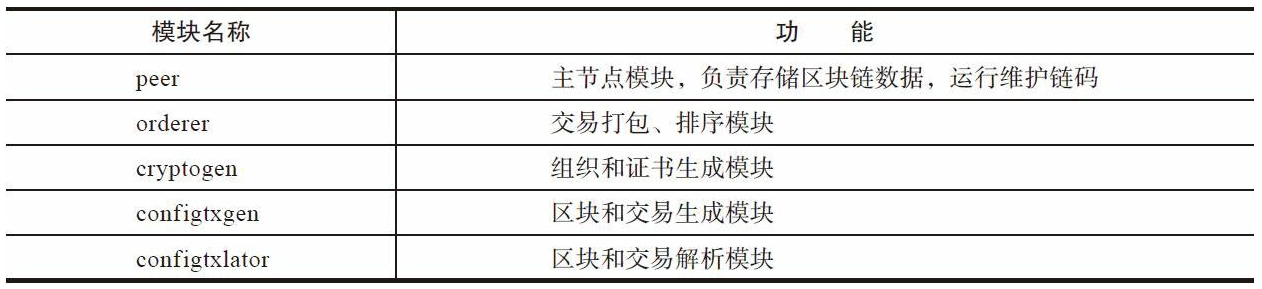 模块名称 功 能
peer 主节点模块，负责存储区块链数据，运行维护链码
orderer 交易打包、排序模块
cryptogen 组织和证书生成模块
configtxgen 区块和交易生成模块
configtxlator 区块和交易解析模块